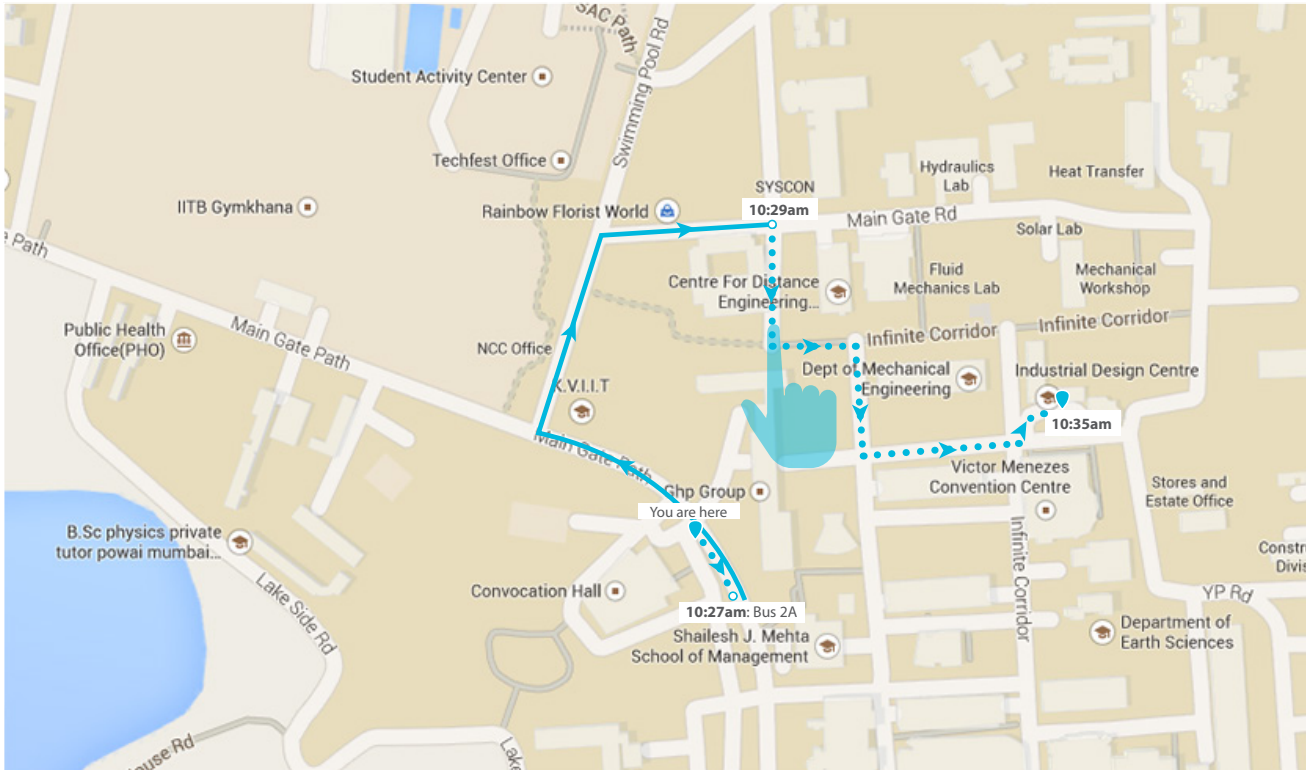 SAC Path
Swimming Pool Rd
Student Activity Center
Techfest Office
Hydraulics
Lab
Heat Transfer
SYSCON
IITB Gymkhana
Rainbow Florist World
10:29am
Main Gate Rd
Path
Solar Lab
Centre For Distance
Engineering...
Fluid
Mechanics Lab
Mechanical
Workshop
Public Health
Office(PHO)
Main Gate Path
NCC Office
Infinite Corridor
Infinite Corridor
K.V.I.I.T
Dept of Mechanical
Engineering
Industrial Design Centre
10:35am
Main Gate Path
Ghp Group
Victor Menezes
Convention Centre
Stores and
Estate Office
You are here
B.Sc physics private
tutor powai mumbai...
Infinite Corridor
Constru
Divis
Lake Side Rd
Convocation Hall
10:27am: Bus 2A
YP Rd
Shailesh J. Mehta
School of Management
Department of
Earth Sciences
ouse Rd
Lake